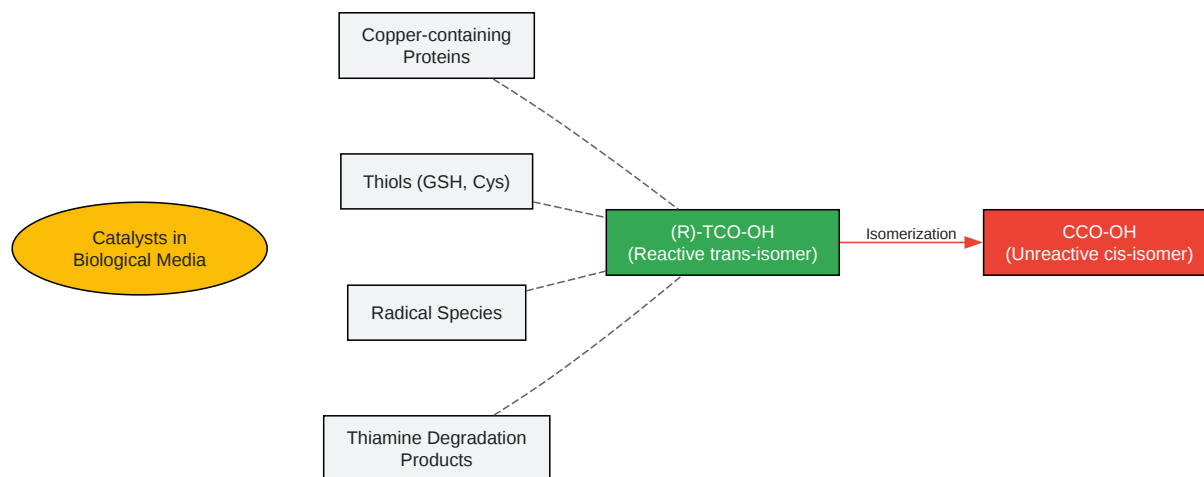 Copper-containing
Proteins
Thiols (GSH, Cys)
Catalysts in
Biological Media
(R)-TCO-OH
(Reactive trans-isomer)
Isomerization
CCO-OH
(Unreactive cis-isomer)
Radical Species
Thiamine Degradation
Products